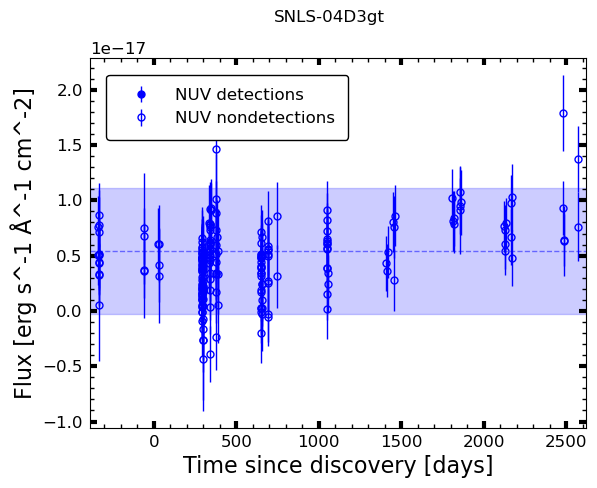 SNLS-04D3gt
1e−17
NUV detections
NUV nondetections
2.0
1.5
1.0
0.5
0.0
−0.5
−1.0
Flux [erg s^-1 Å^-1 cm^-2]
0 500 1000 1500 2000 2500
Time since discovery [days]